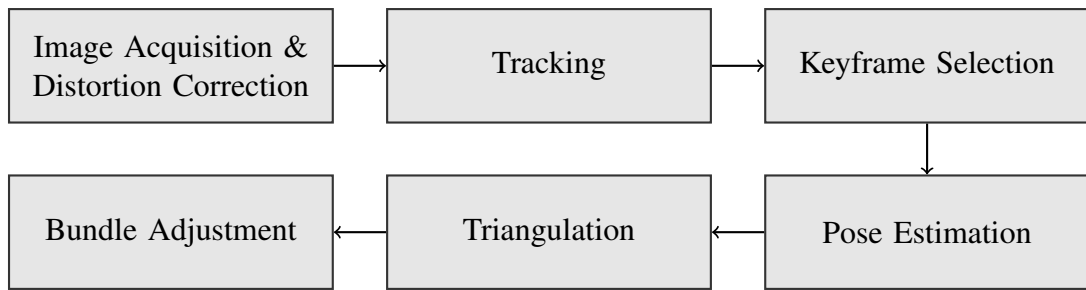 Image Acquisition &
Distortion Correction
Tracking
Keyframe Selection
Bundle Adjustment
Triangulation
Pose Estimation